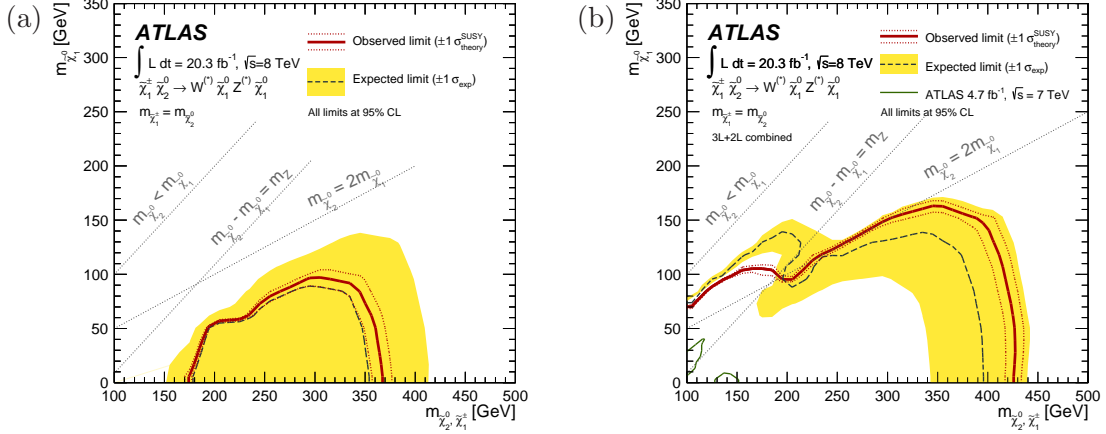 (a)
ATLAS
∫ L dt = 20.3 fb⁻¹, √s=8 TeV
χ̃₁± χ̃₂⁰ → W(*) χ̃₁⁰ Z(*) χ̃₁⁰
m_χ̃₁± = m_χ̃₂⁰
Observed limit (±1 σ_theory^SUSY)
Expected limit (±1 σ_exp)
All limits at 95% CL
m_χ̃₂⁰ < m_χ̃₁⁰
m_χ̃₂⁰ - m_χ̃₁⁰ = m_Z
m_χ̃₂⁰ = 2m_χ̃₁⁰
m_χ̃₁⁰ [GeV]
350
300
250
200
150
100
50
0
100 150 200 250 300 350 400 450 500
m_χ̃₂⁰, χ̃₁± [GeV]
(b)
ATLAS
∫ L dt = 20.3 fb⁻¹, √s=8 TeV
χ̃₁± χ̃₂⁰ → W(*) χ̃₁⁰ Z(*) χ̃₁⁰
m_χ̃₁± = m_χ̃₂⁰
3L+2L combined
Observed limit (±1 σ_theory^SUSY)
Expected limit (±1 σ_exp)
ATLAS 4.7 fb⁻¹, √s = 7 TeV
All limits at 95% CL
m_χ̃₂⁰ < m_χ̃₁⁰
m_χ̃₂⁰ - m_χ̃₁⁰ = m_Z
m_χ̃₂⁰ = 2m_χ̃₁⁰
m_χ̃₁⁰ [GeV]
350
300
250
200
150
100
50
0
100 150 200 250 300 350 400 450 500
m_χ̃₂⁰, χ̃₁± [GeV]